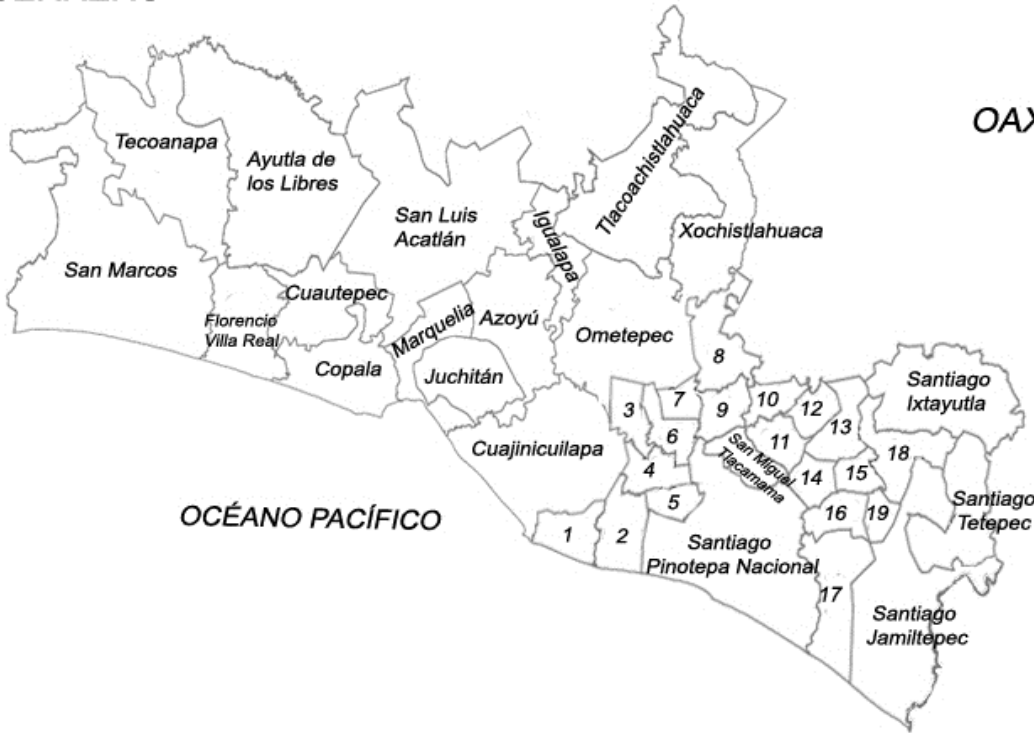 OAX
Tecoanapa
Ayutla de
los Libres
Tlacoachistlahuaca
San Luis
Acatlán
Igualapa
Xochistlahuaca
San Marcos
Cuautepec
Florencio
Villa Real
Marquelia
Azoyú
Ometepec
8
Copala
Juchitán
Santiago
Ixtayutla
3
7
9
10
12
13
Cuajinicuilapa
6
11
San Miguel
Tlacamama
18
4
14
15
5
Santiago
Tetepec
OCÉANO PACÍFICO
16
19
1
2
Santiago
Pinotepa Nacional
17
Santiago
Jamiltepec